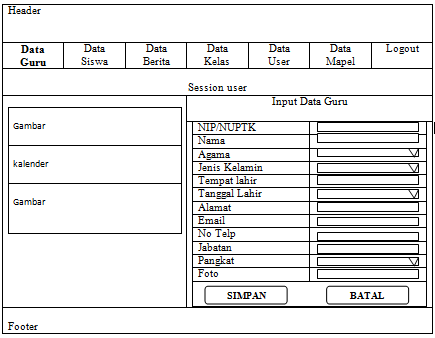 Header
Data Guru
Data Siswa
Data Berita
Data Kelas
Data User
Data Mapel
Logout
Session user
Input Data Guru
Gambar
kalender
Gambar
NIP/NUPTK
Nama
Agama
Jenis Kelamin
Tempat lahir
Tanggal Lahir
Alamat
Email
No Telp
Jabatan
Pangkat
Foto
SIMPAN
BATAL
Footer